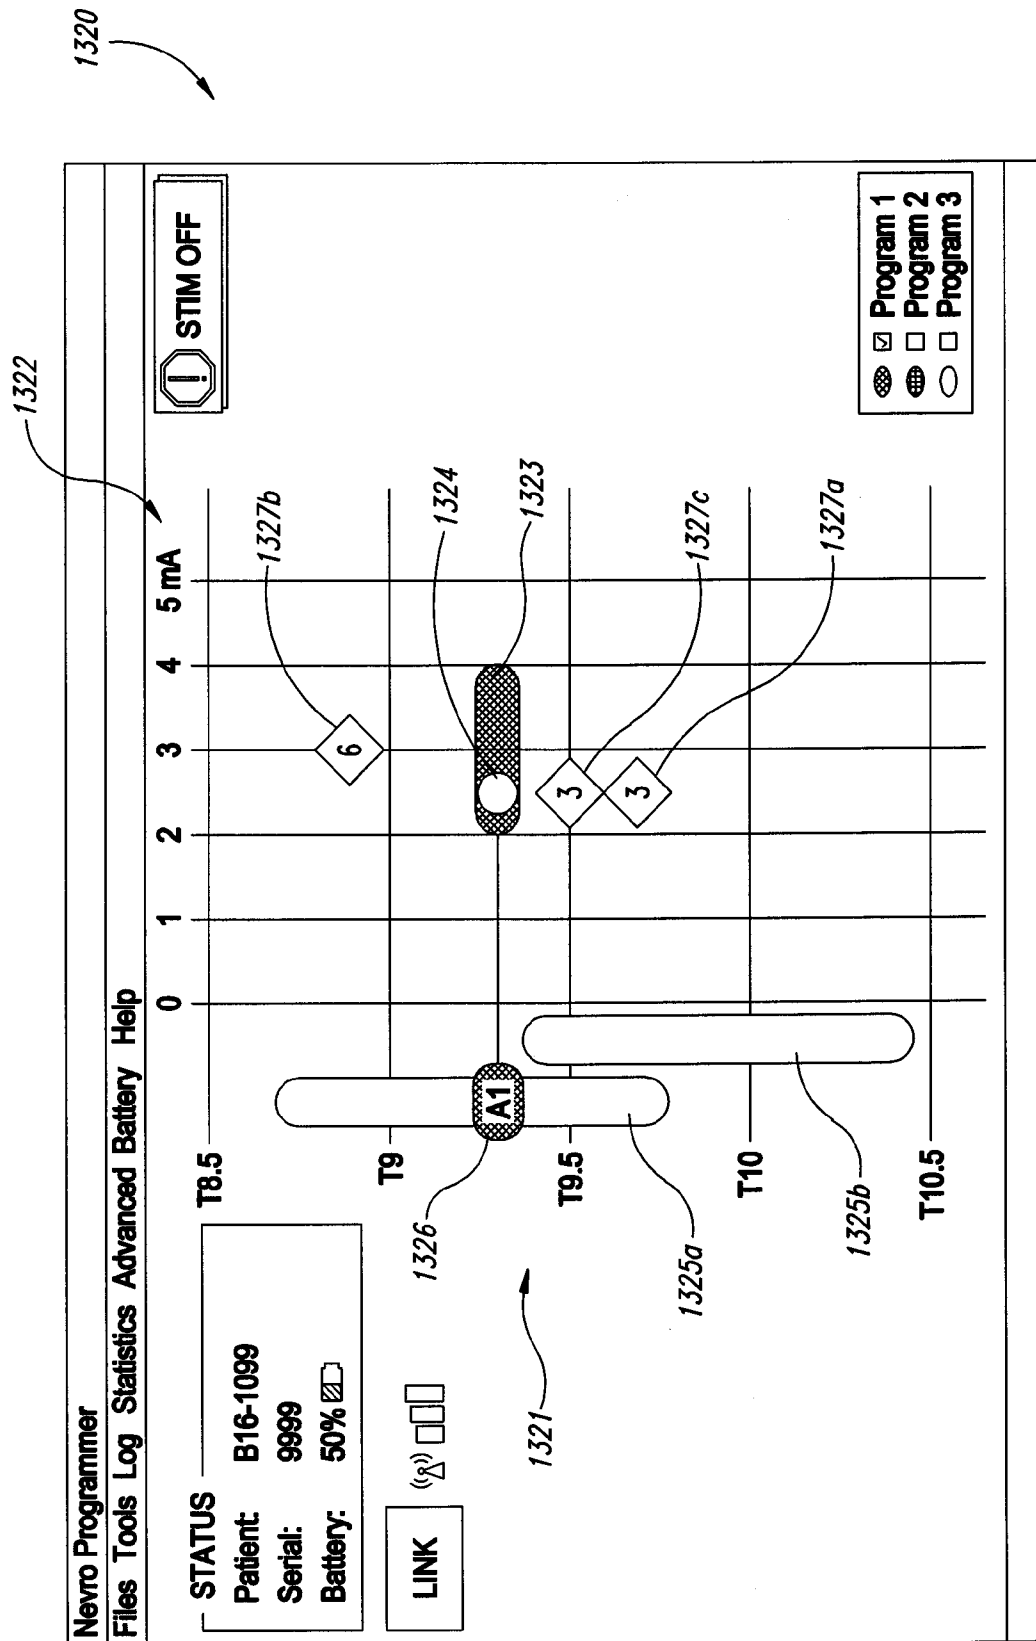 1320
Nevro Programmer
Files Tools Log Statistics Advanced Battery Help
1322
STATUS
Patient: B16-1099
Serial: 9999
Battery: 50%
LINK
STIM OFF
0 1 2 3 4 5 mA
T8.5
T9
T9.5
T10
T10.5
A1
6
3
3
1327b
1324
1323
1327c
1327a
1326
1325a
1325b
1321
Program 1
Program 2
Program 3